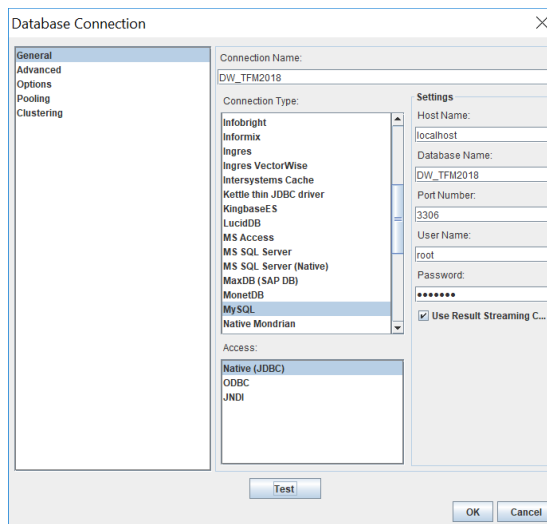 Database Connection
General
Advanced
Options
Pooling
Clustering
Connection Name:
DW_TFM2018
Connection Type:
Infobright
Informix
Ingres
Ingres VectorWise
Intersystems Cache
Kettle thin JDBC driver
KingbaseES
LucidDB
MS Access
MS SQL Server
MS SQL Server (Native)
MaxDB (SAP DB)
MonetDB
MySQL
Native Mondrian
Access:
Native (JDBC)
ODBC
JNDI
Settings
Host Name:
localhost
Database Name:
DW_TFM2018
Port Number:
3306
User Name:
root
Password:
•••••••
Use Result Streaming C...
Test
OK
Cancel